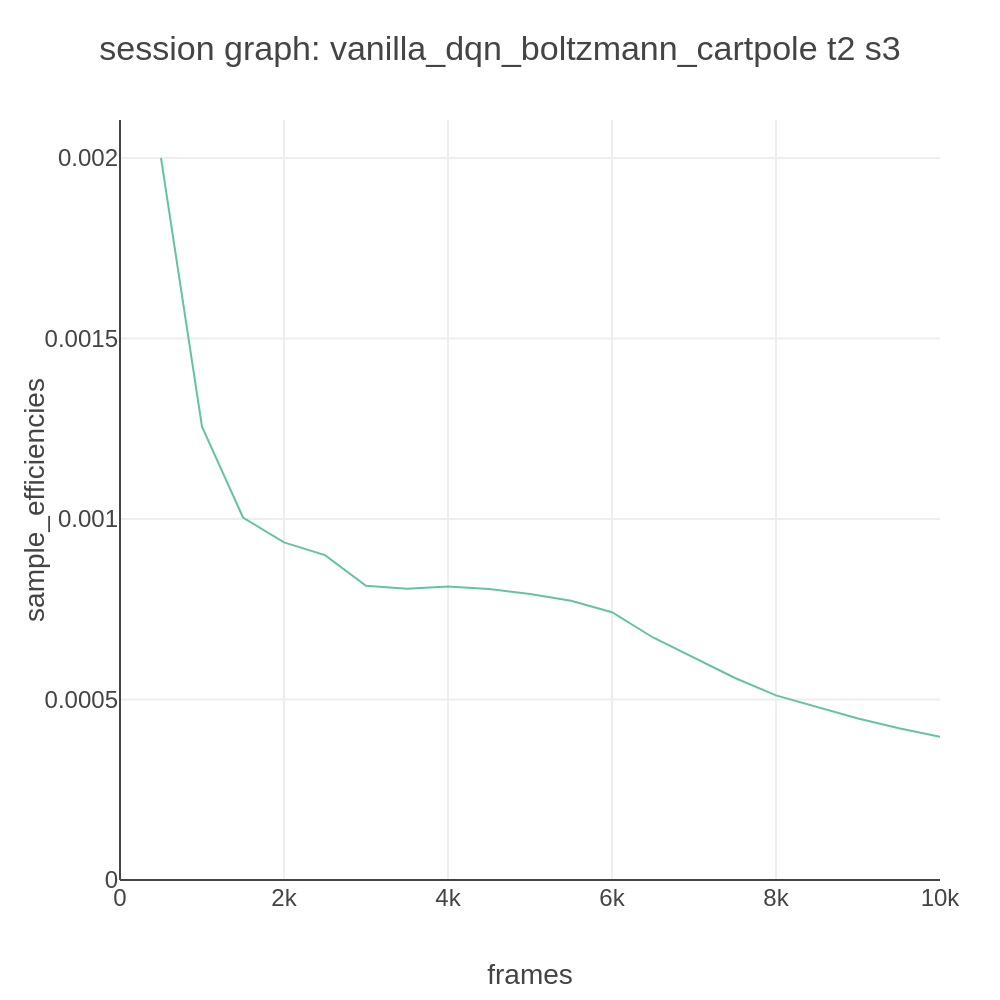 session graph: vanilla_dqn_boltzmann_cartpole t2 s3
sample_efficiencies
0.002
0.0015
0.001
0.0005
0
0
2k
4k
6k
8k
10k
frames